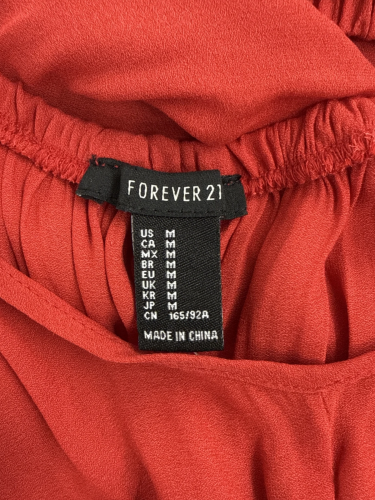 FOREVER 21
US M
CA M
MX M
BR M
EU M
UK M
KR M
JP M
CN 165/92A
MADE IN CHINA